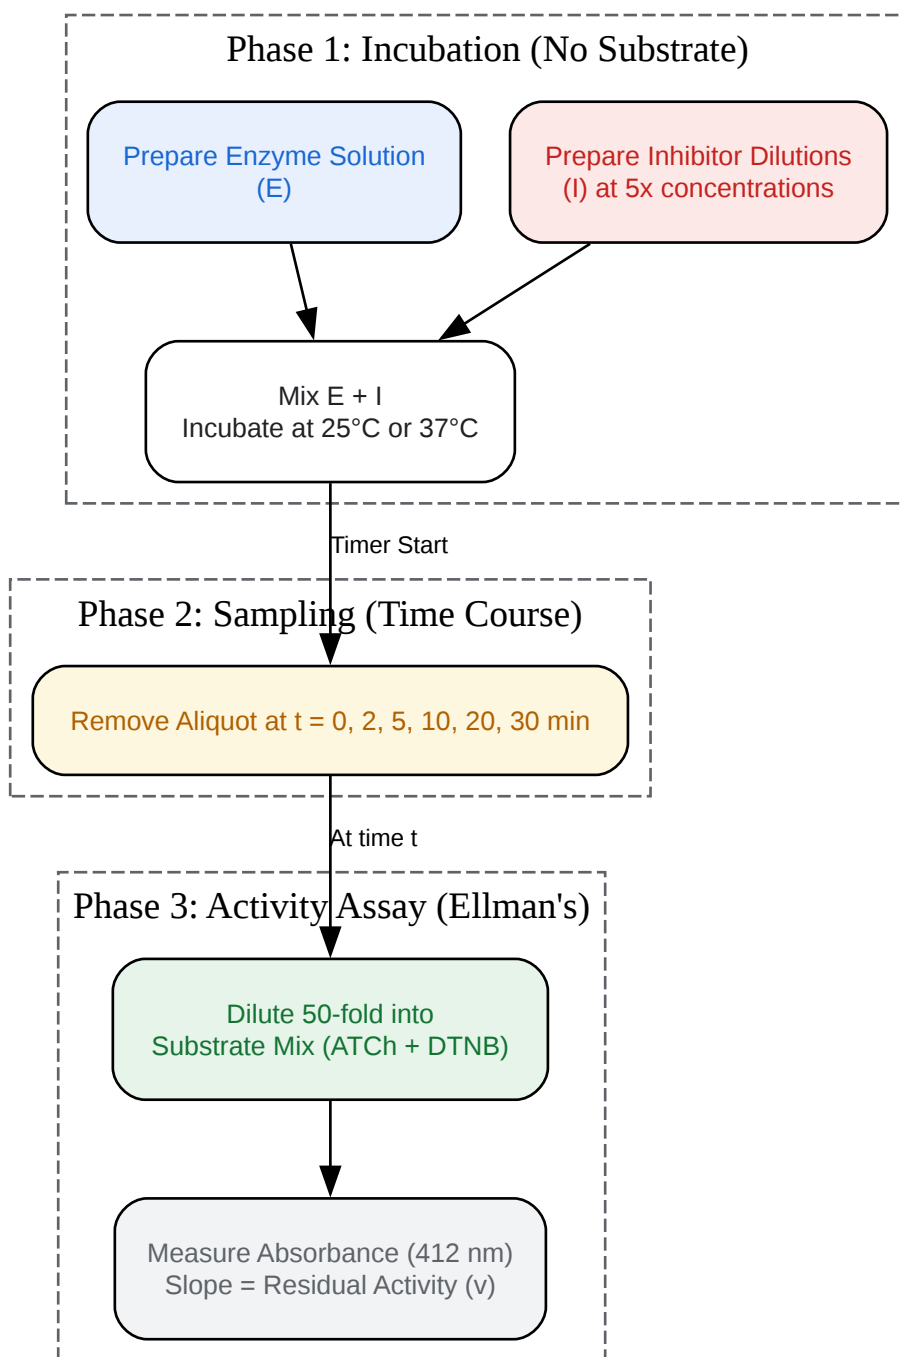 Phase 1: Incubation (No Substrate)
Prepare Enzyme Solution
(E)
Prepare Inhibitor Dilutions
(I) at 5x concentrations
Mix E + I
Incubate at 25°C or 37°C
Timer Start
Phase 2: Sampling (Time Course)
Remove Aliquot at t = 0, 2, 5, 10, 20, 30 min
At time t
Phase 3: Activity Assay (Ellman's)
Dilute 50-fold into
Substrate Mix (ATCh + DTNB)
Measure Absorbance (412 nm)
Slope = Residual Activity (v)